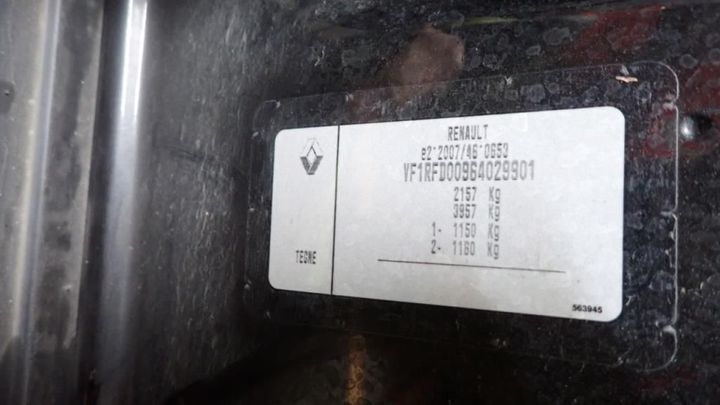 RENAULT
e2*2007/46*0653
VF1RFD00964029901
2157 Kg
3957 Kg
1- 1150 Kg
2- 1160 Kg
TEGNE
563945